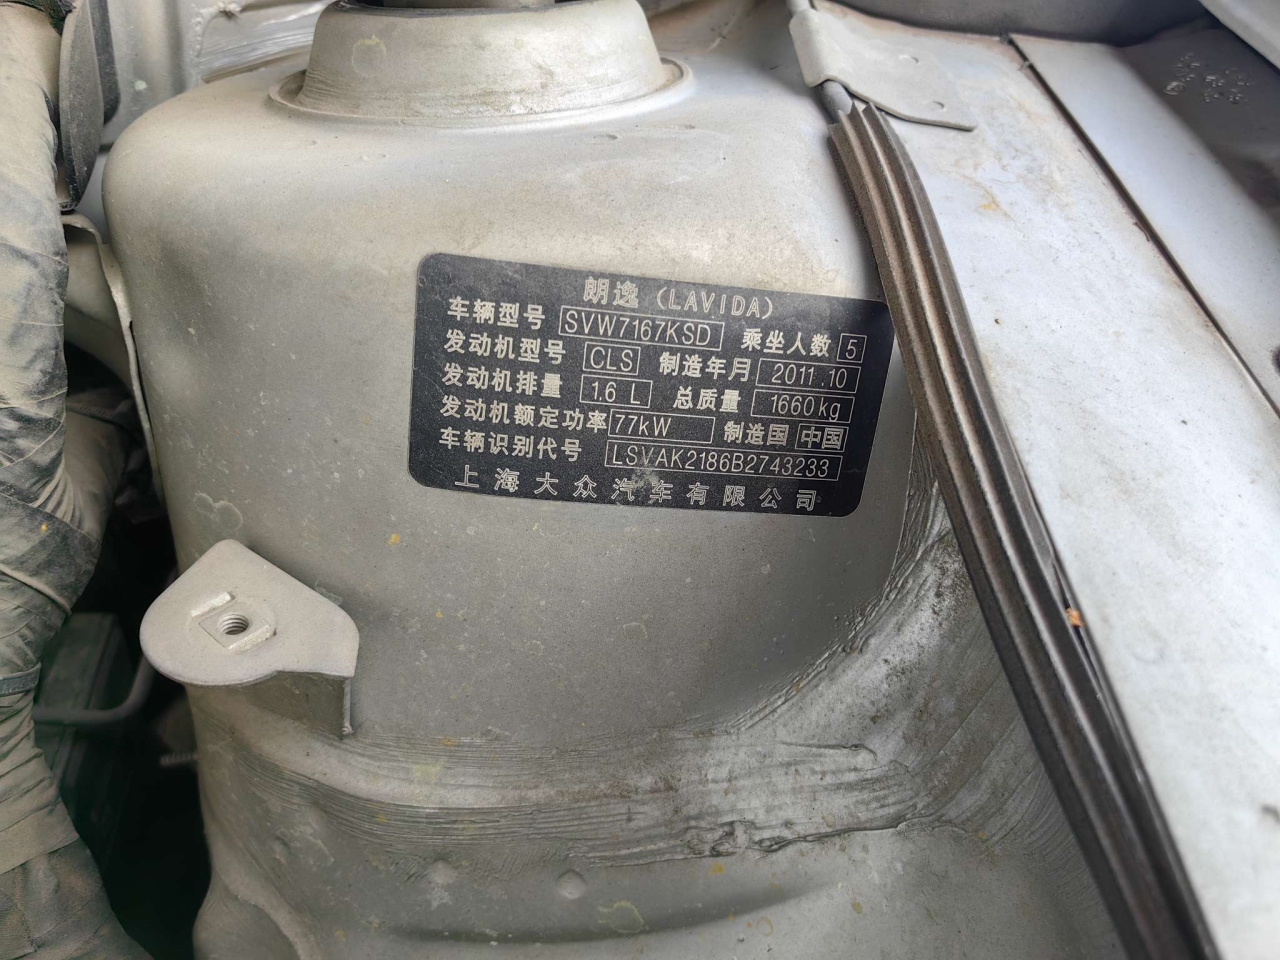 朗逸（LAVIDA）
车辆型号 SVW7167KSD 乘坐人数 5
发动机型号 CLS 制造年月 2011.10
发动机排量 1.6 L 总质量 1660kg
发动机额定功率 77kW 制造国 中国
车辆识别代号 LSVAK2186B2743233
上海大众汽车有限公司